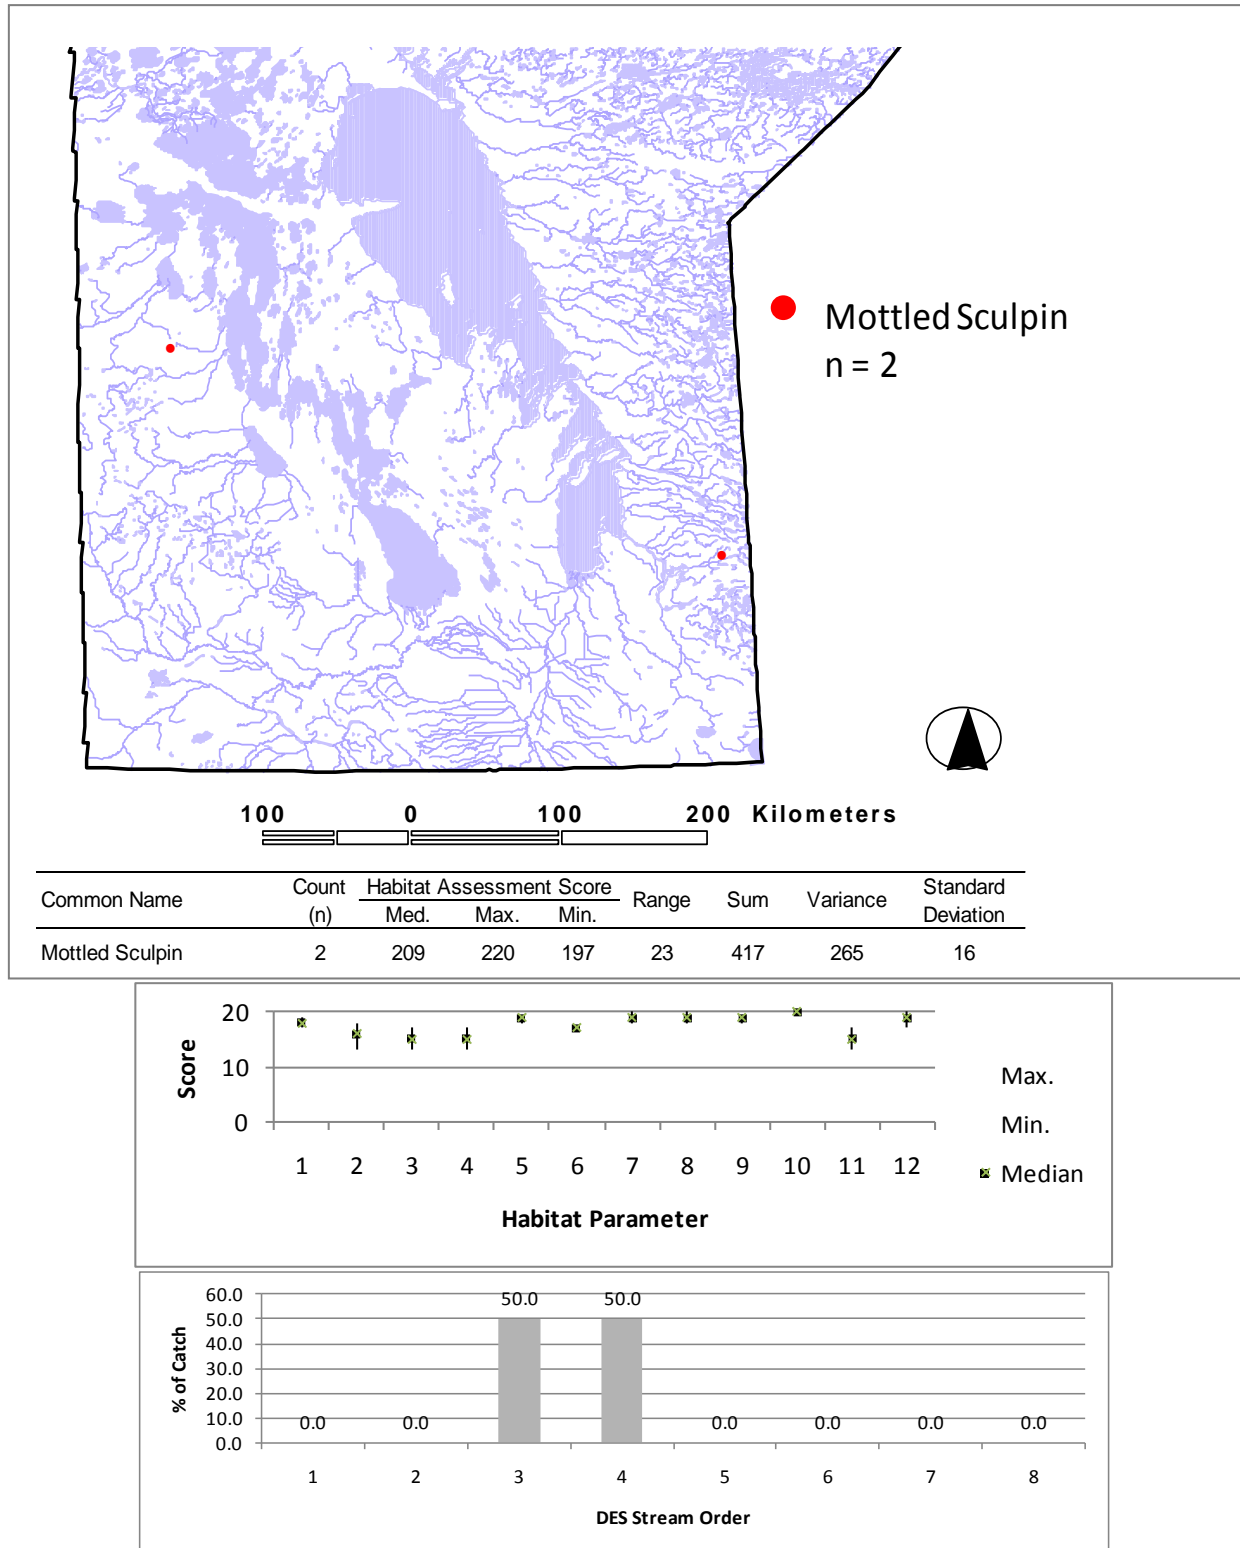 Mottled Sculpin
n = 2
100 0 100 200 Kilometers
Common Name Count (n) Habitat Assessment Score Range Sum Variance Standard Deviation
Med. Max. Min.
Mottled Sculpin 2 209 220 197 23 417 265 16
20
10
0
Score
1 2 3 4 5 6 7 8 9 10 11 12
Habitat Parameter
Max.
Min.
Median
60.0
50.0
40.0
30.0
20.0
10.0
0.0
% of Catch
0.0 0.0 50.0 50.0 0.0 0.0 0.0 0.0
1 2 3 4 5 6 7 8
DES Stream Order